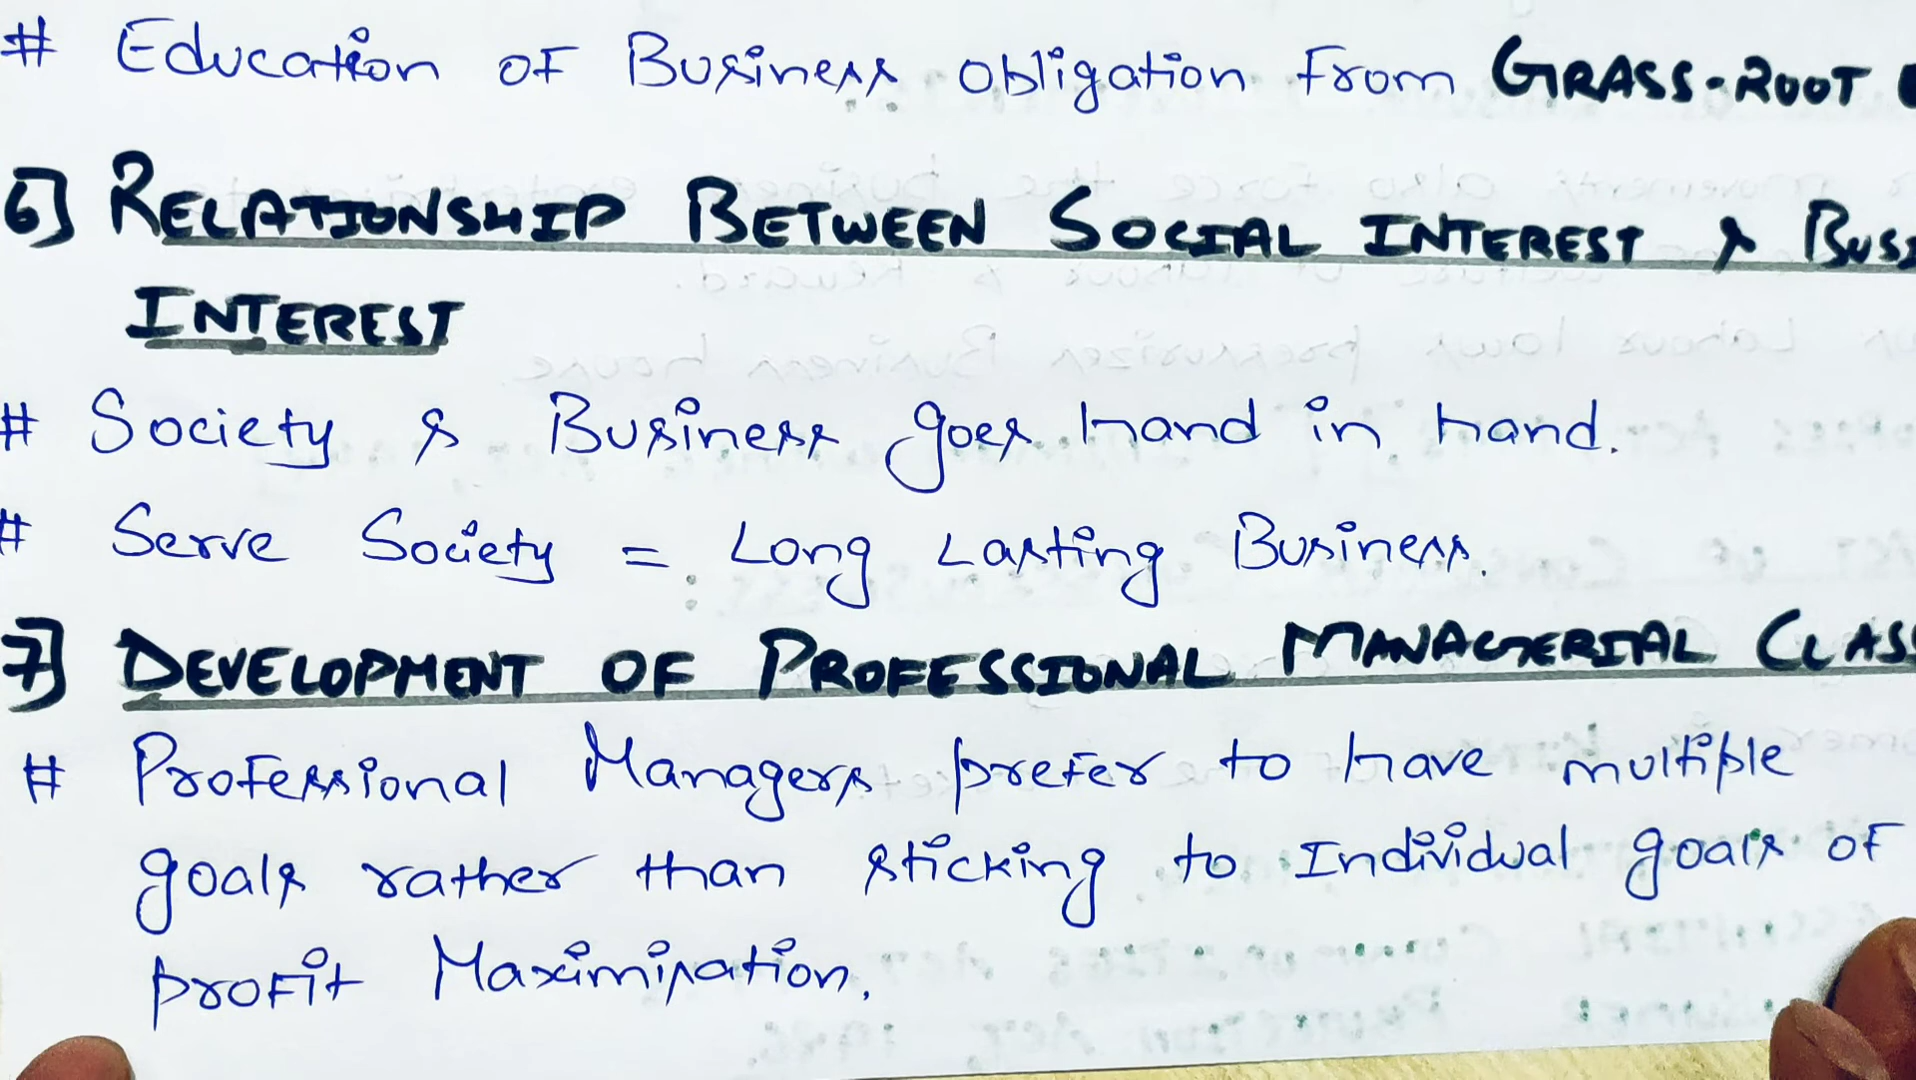 # Education of Business obligation from GRASS-ROOT
6] RELATIONSHIP BETWEEN SOCIAL INTEREST & BUSI
INTEREST
# Society & Business goes hand in hand.
# Serve Society = Long Lasting Business.
7] DEVELOPMENT OF PROFESSIONAL MANAGERIAL CLASS
# Professional Managers prefer to have multiple
goals rather than sticking to Individual goals of
profit Maximisation.